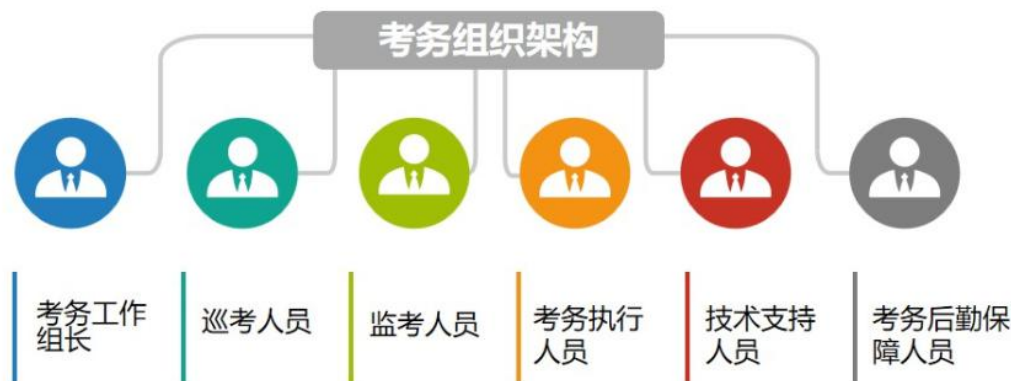 考务组织架构
考务工作
组长
巡考人员
监考人员
考务执行
人员
技术支持
人员
考务后勤保
障人员